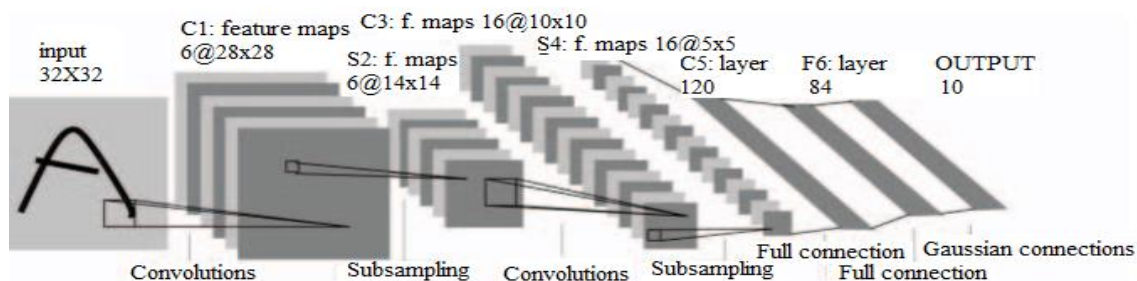 input
32X32
C1: feature maps
6@28x28
S2: f. maps
6@14x14
C3: f. maps 16@10x10
S4: f. maps 16@5x5
C5: layer
120
F6: layer
84
OUTPUT
10
A
Convolutions
Subsampling
Convolutions
Subsampling
Full connection
Full connection
Gaussian connections